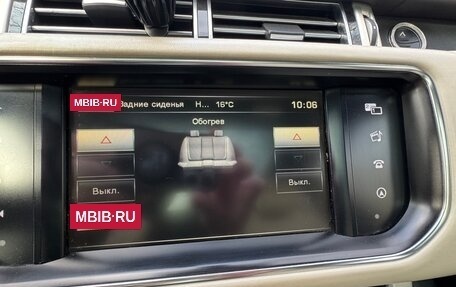 MBIB·RU Задние сиденья Н... 16°C 10:06
Обогрев
Выкл. Выкл.
MBIB·RU